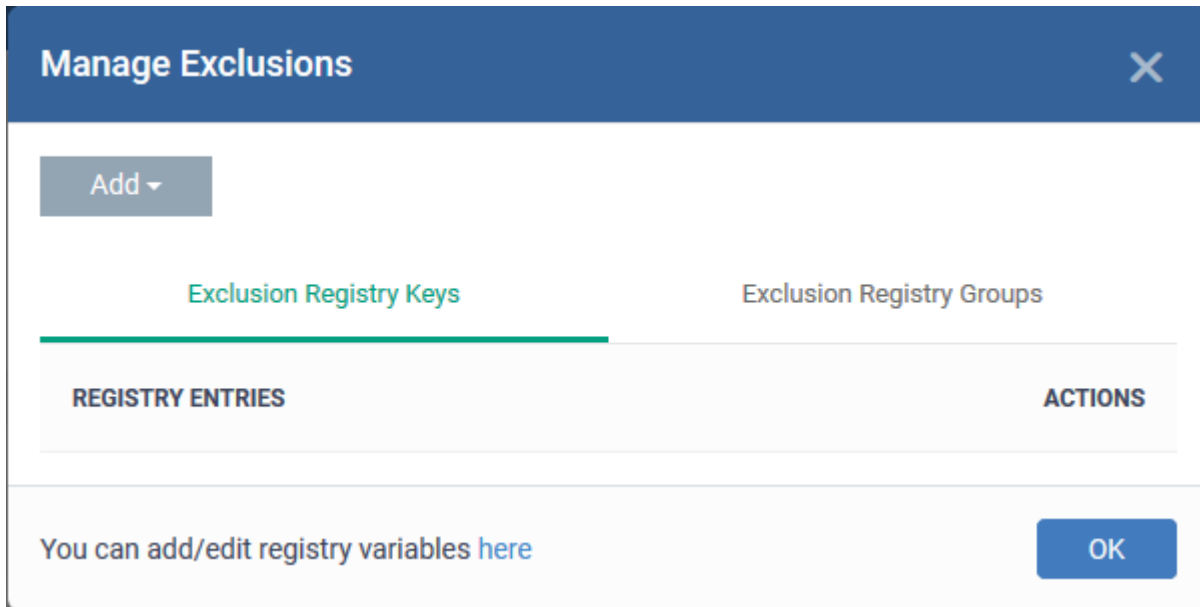 Manage Exclusions
Add
Exclusion Registry Keys
Exclusion Registry Groups
REGISTRY ENTRIES
ACTIONS
You can add/edit registry variables here
OK